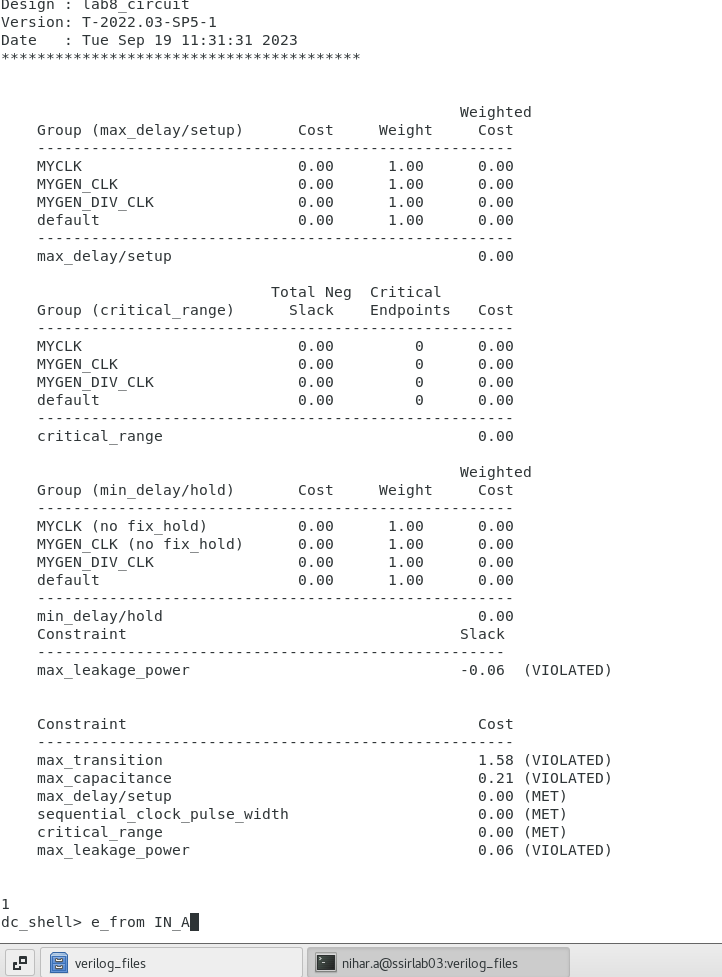 Design : lab8_circuit
Version: T-2022.03-SP5-1
Date   : Tue Sep 19 11:31:31 2023
****************************************
                                                   Weighted
    Group (max_delay/setup)      Cost     Weight     Cost
    -----------------------------------------------------
    MYCLK                        0.00      1.00      0.00
    MYGEN_CLK                    0.00      1.00      0.00
    MYGEN_DIV_CLK                0.00      1.00      0.00
    default                      0.00      1.00      0.00
    -----------------------------------------------------
    max_delay/setup                                  0.00
                              Total Neg  Critical
    Group (critical_range)      Slack    Endpoints   Cost
    -----------------------------------------------------
    MYCLK                        0.00         0      0.00
    MYGEN_CLK                    0.00         0      0.00
    MYGEN_DIV_CLK                0.00         0      0.00
    default                      0.00         0      0.00
    -----------------------------------------------------
    critical_range                                   0.00
                                                   Weighted
    Group (min_delay/hold)       Cost     Weight     Cost
    -----------------------------------------------------
    MYCLK (no fix_hold)          0.00      1.00      0.00
    MYGEN_CLK (no fix_hold)      0.00      1.00      0.00
    MYGEN_DIV_CLK                0.00      1.00      0.00
    default                      0.00      1.00      0.00
    -----------------------------------------------------
    min_delay/hold                                   0.00
    Constraint                                     Slack
    ----------------------------------------------------
    max_leakage_power                              -0.06  (VIOLATED)
    Constraint                                       Cost
    -----------------------------------------------------
    max_transition                                   1.58 (VIOLATED)
    max_capacitance                                  0.21 (VIOLATED)
    max_delay/setup                                  0.00 (MET)
    sequential_clock_pulse_width                     0.00 (MET)
    critical_range                                   0.00 (MET)
    max_leakage_power                                0.06 (VIOLATED)
1
dc_shell> e_from IN_A
verilog_files
nihar.a@ssirlab03:verilog_files